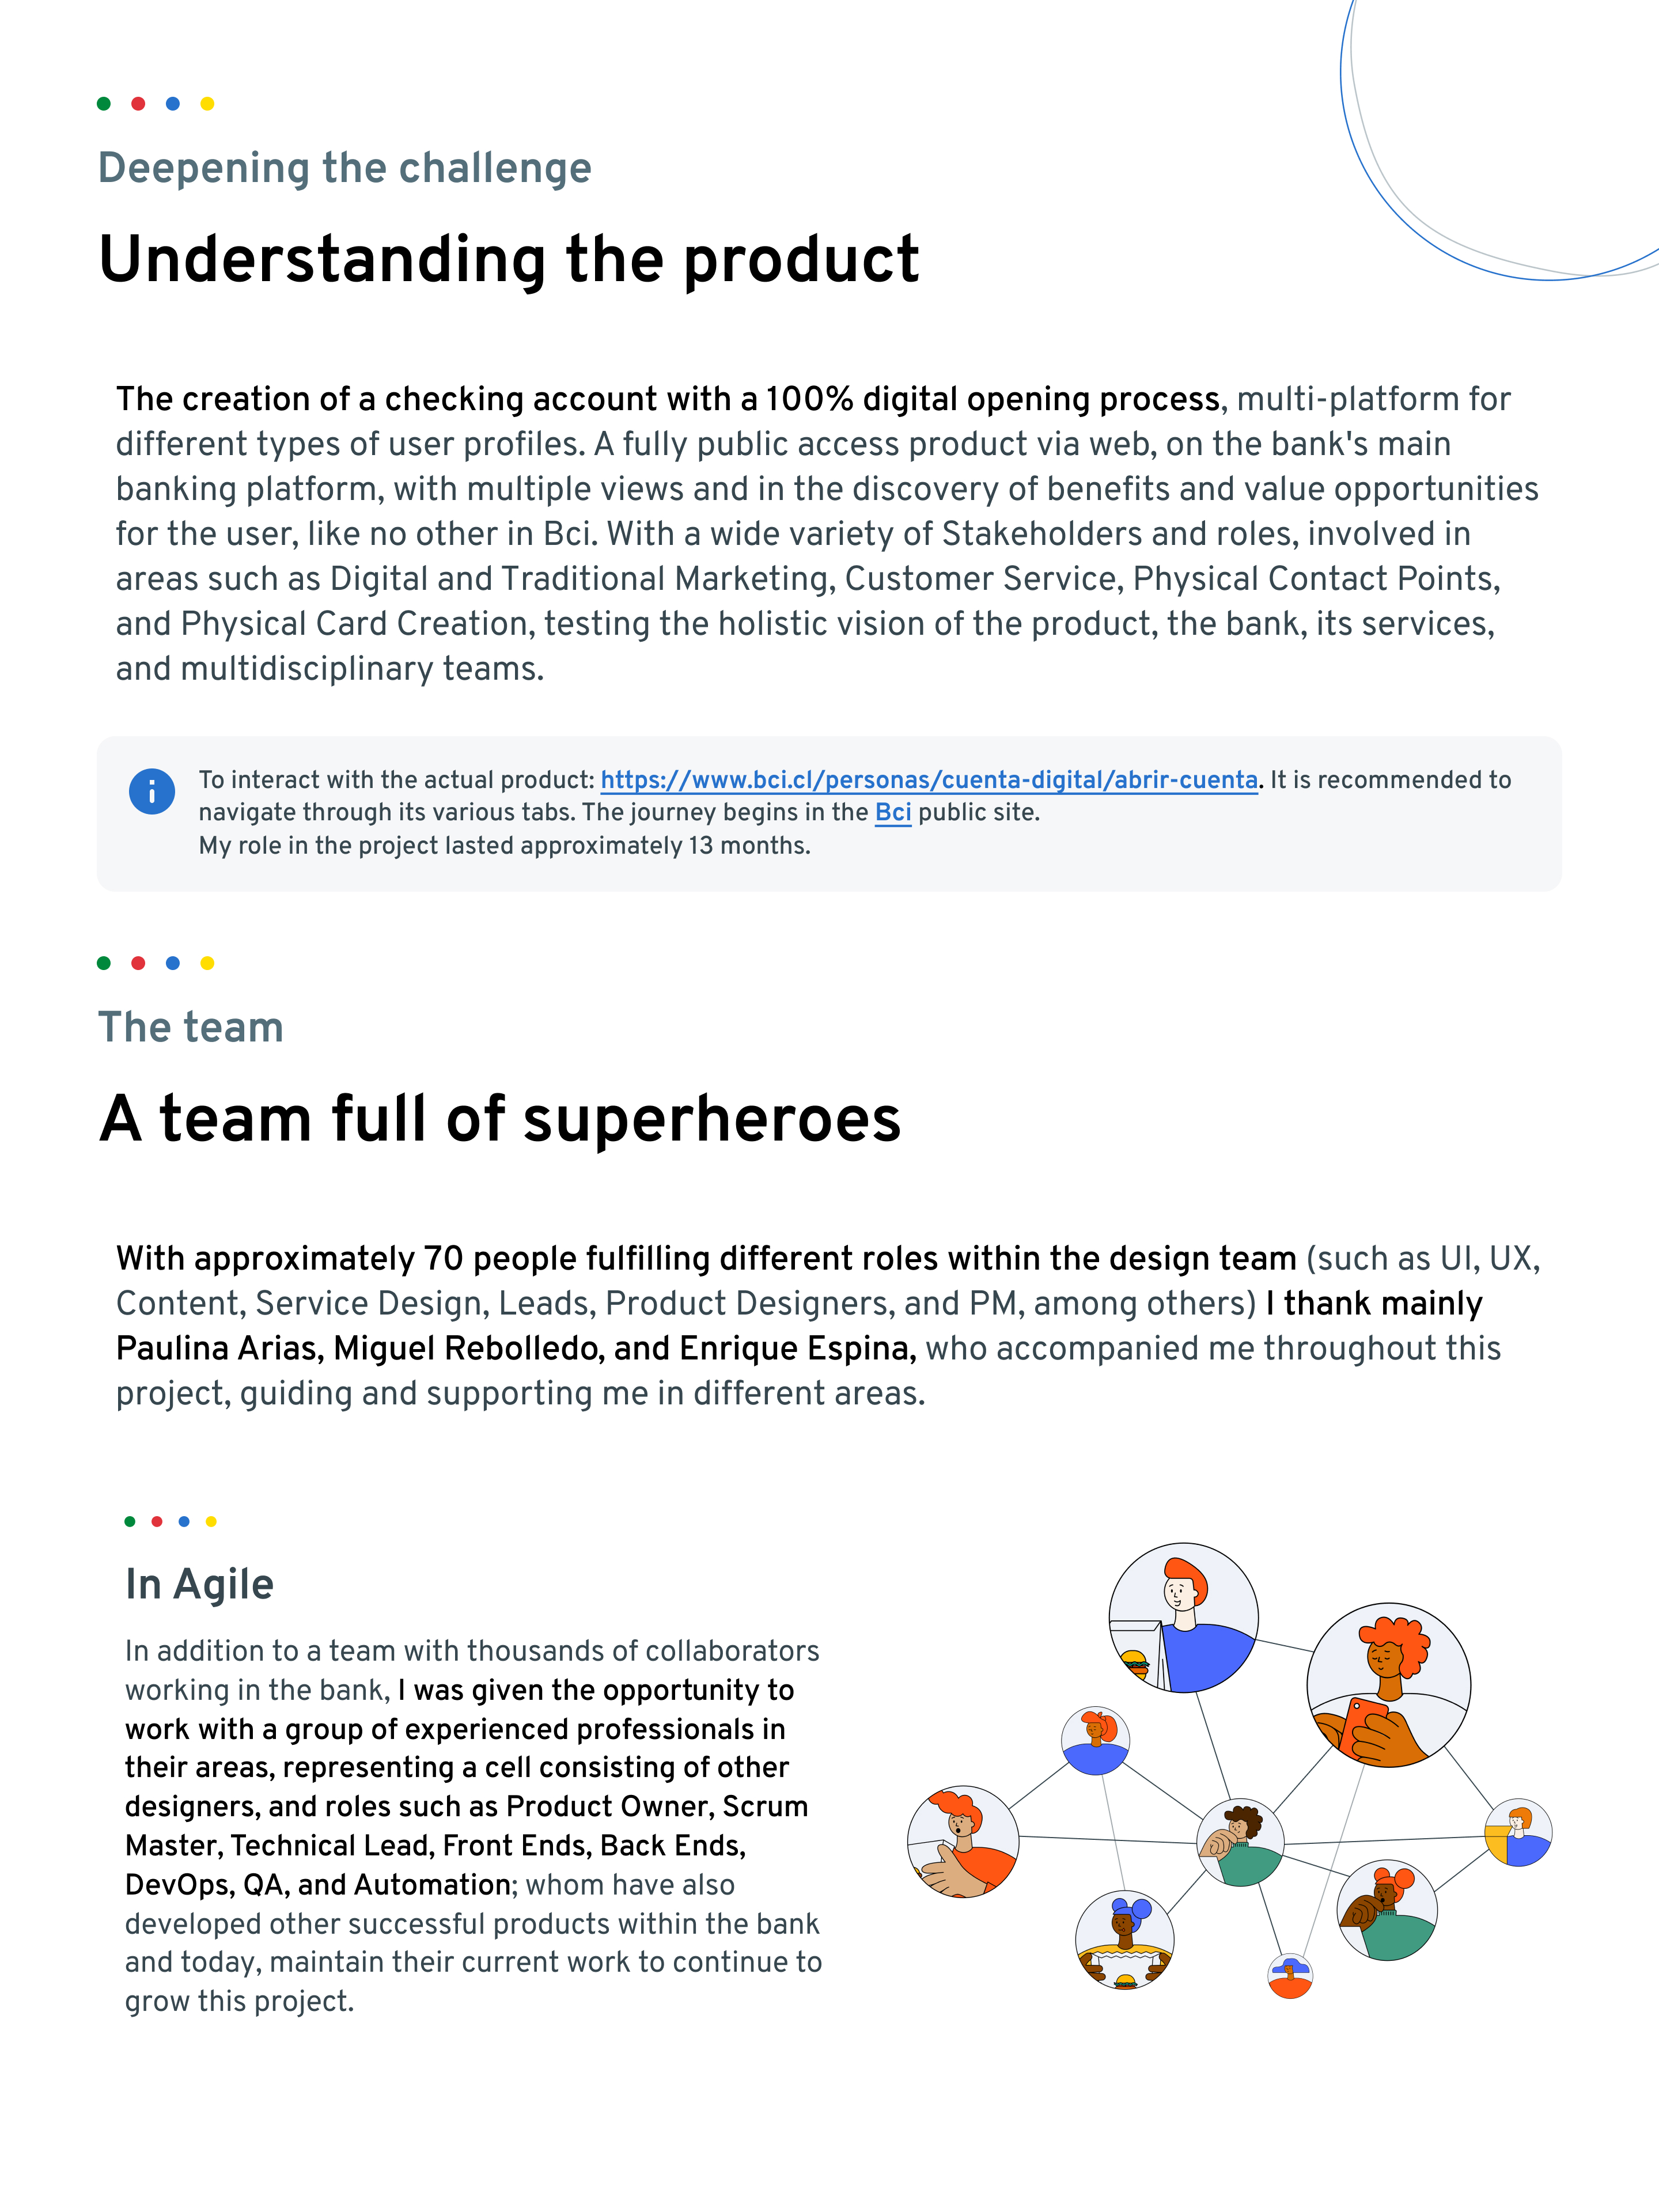 Deepening the challenge
Understanding the product
The creation of a checking account with a 100% digital opening process, multi-platform for
different types of user profiles. A fully public access product via web, on the bank's main
banking platform, with multiple views and in the discovery of benefits and value opportunities
for the user, like no other in Bci. With a wide variety of Stakeholders and roles, involved in
areas such as Digital and Traditional Marketing, Customer Service, Physical Contact Points,
and Physical Card Creation, testing the holistic vision of the product, the bank, its services,
and multidisciplinary teams.
To interact with the actual product: https://www.bci.cl/personas/cuenta-digital/abrir-cuenta. It is recommended to
navigate through its various tabs. The journey begins in the Bci public site.
My role in the project lasted approximately 13 months.
The team
A team full of superheroes
With approximately 70 people fulfilling different roles within the design team (such as UI, UX,
Content, Service Design, Leads, Product Designers, and PM, among others) I thank mainly
Paulina Arias, Miguel Rebolledo, and Enrique Espina, who accompanied me throughout this
project, guiding and supporting me in different areas.
In Agile
In addition to a team with thousands of collaborators
working in the bank, I was given the opportunity to
work with a group of experienced professionals in
their areas, representing a cell consisting of other
designers, and roles such as Product Owner, Scrum
Master, Technical Lead, Front Ends, Back Ends,
DevOps, QA, and Automation; whom have also
developed other successful products within the bank
and today, maintain their current work to continue to
grow this project.